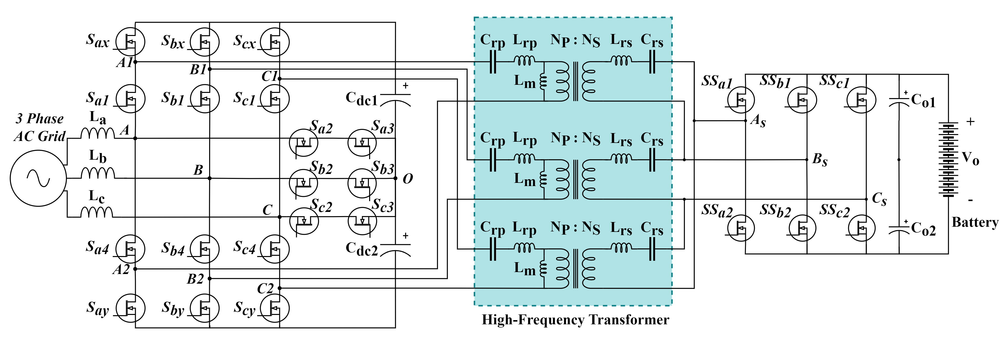 Sax Sbx Scx
A1 B1 C1
Sa1 Sb1 Sc1
Cdc1 +
3 Phase
AC Grid
La Lb Lc
A B C
Sa2 Sa3
Sb2 Sb3
Sc2 Sc3
O
Sa4 Sb4 Sc4
Cdc2 +
A2 B2 C2
Say Sby Scy
Crp Lrp NP : NS Lrs Crs
Lm
Crp Lrp NP : NS Lrs Crs
Lm
Crp Lrp NP : NS Lrs Crs
Lm
High-Frequency Transformer
SSa1 SSb1 SSc1
+ Co1
As
Bs
Cs
SSa2 SSb2 SSc2
+ Co2
+
Vo
-
Battery